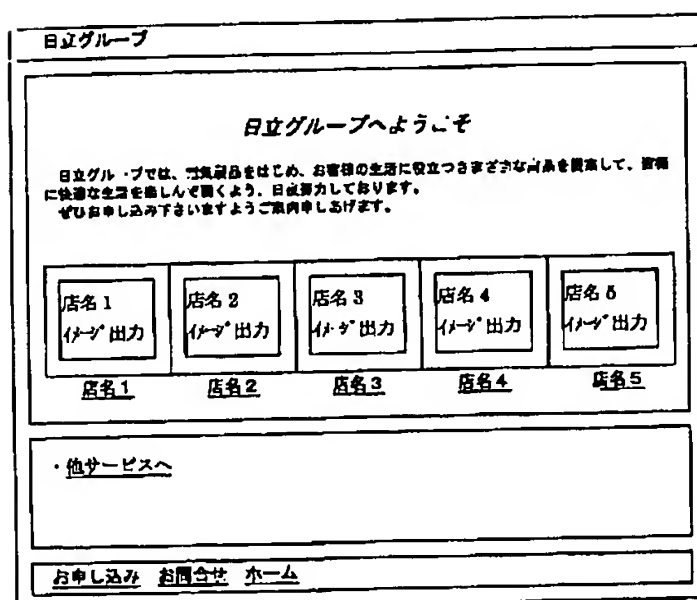 日立グループ
日立グループへようこそ
日立グループでは、電気製品をはじめ、お客様の生活に役立つさまざまな商品を提案して、皆様
に快適な生活を楽しんで頂くよう、日夜努力しております。
ぜひお申し込み下さいますようご案内申しあげます。
店名1 店名2 店名3 店名4 店名5
イメージ出力 イメージ出力 イメージ出力 イメージ出力 イメージ出力
店名1 店名2 店名3 店名4 店名5
・他サービスへ
お申し込み お問合せ ホーム